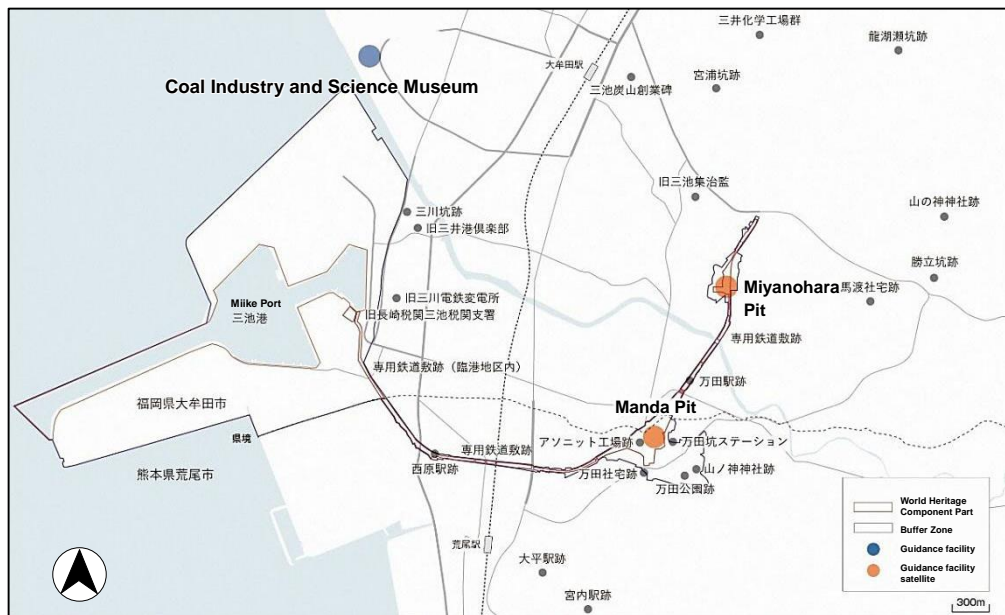 三井化学工場群
龍湖瀬坑跡
大牟田駅
宮浦坑跡
三池炭山創業碑
Coal Industry and Science Museum
旧三池集治監
山の神神社跡
三川坑跡
旧三井港倶楽部
勝立坑跡
馬渡社宅跡
Miyanohara
Pit
旧三川電鉄変電所
Miike Port
三池港
旧長崎税関三池税関支署
専用鉄道敷跡
専用鉄道敷跡（臨港地区内）
万田駅跡
福岡県大牟田市
Manda Pit
県境
アソニット工場跡
万田坑ステーション
専用鉄道敷跡
西原駅跡
熊本県荒尾市
万田社宅跡
山ノ神神社跡
万田公園跡
荒尾駅
大平駅跡
宮内駅跡
World Heritage
Component Part
Buffer Zone
Guidance facility
Guidance facility
satellite
300m